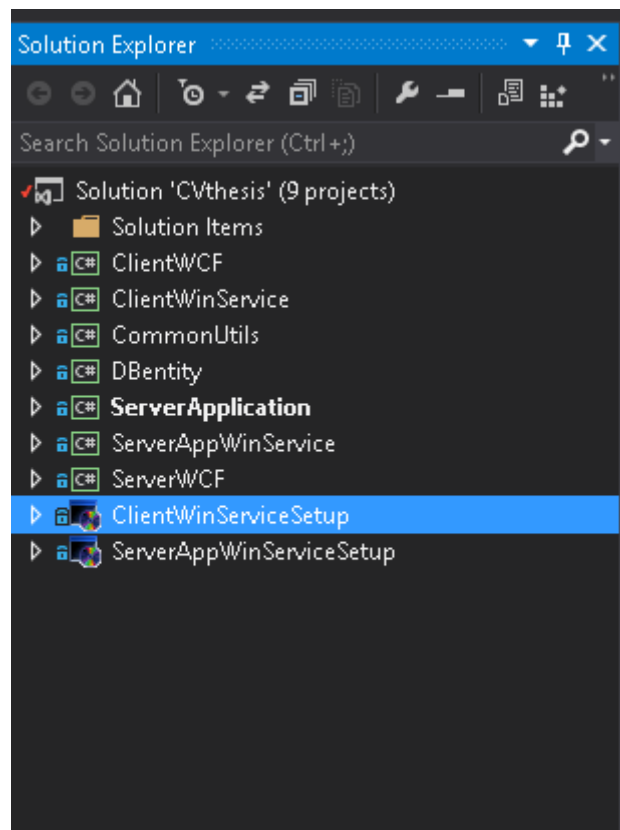 Solution Explorer
Search Solution Explorer (Ctrl+;)
Solution 'CVthesis' (9 projects)
Solution Items
C# ClientWCF
C# ClientWinService
C# CommonUtils
C# DBentity
C# ServerApplication
C# ServerAppWinService
C# ServerWCF
ClientWinServiceSetup
ServerAppWinServiceSetup